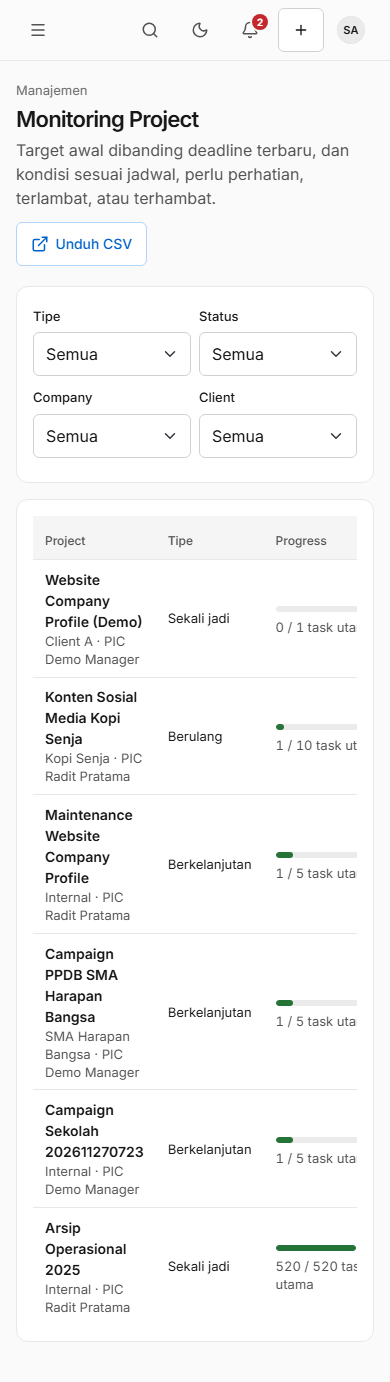 2
SA
Manajemen
Monitoring Project
Target awal dibanding deadline terbaru, dan
kondisi sesuai jadwal, perlu perhatian,
terlambat, atau terhambat.
Unduh CSV
Tipe
Status
Semua
Semua
Company
Client
Semua
Semua
Project
Tipe
Progress
Website
Company
Profile (Demo)
Client A · PIC
Demo Manager
Sekali jadi
0 / 1 task uta
Konten Sosial
Media Kopi
Senja
Kopi Senja · PIC
Radit Pratama
Berulang
1 / 10 task ut
Maintenance
Website
Company
Profile
Internal · PIC
Radit Pratama
Berkelanjutan
1 / 5 task uta
Campaign
PPDB SMA
Harapan
Bangsa
SMA Harapan
Bangsa · PIC
Demo Manager
Berkelanjutan
1 / 5 task uta
Campaign
Sekolah
202611270723
Internal · PIC
Demo Manager
Berkelanjutan
1 / 5 task uta
Arsip
Operasional
2025
Internal · PIC
Radit Pratama
Sekali jadi
520 / 520 tas
utama